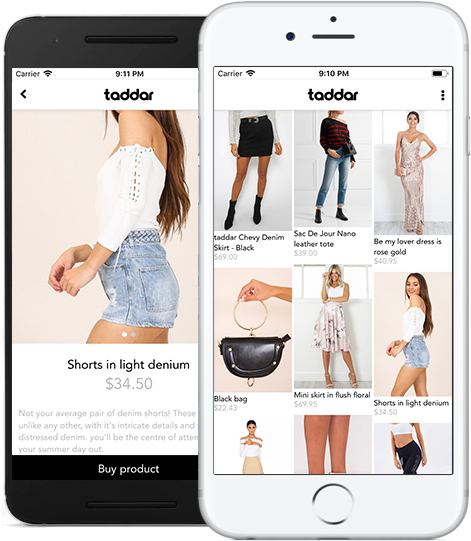 Carrier 9:11 PM
taddar
Shorts in light denium
$34.50
Not your average pair of denim shorts! These
unlike any other, with it's intricate details and
distressed denim. you'll be the centre of atten
your summer day out.
Buy product
Carrier 9:10 PM
taddar
taddar Chevy Denim
Skirt - Black
$69.00
Sac De Jour Nano
leather tote
$39.00
Be my lover dress is
rose gold
$40.95
Black bag
$22.43
Mini skirt in flush floral
$69.95
Shorts in light denium
$34.50